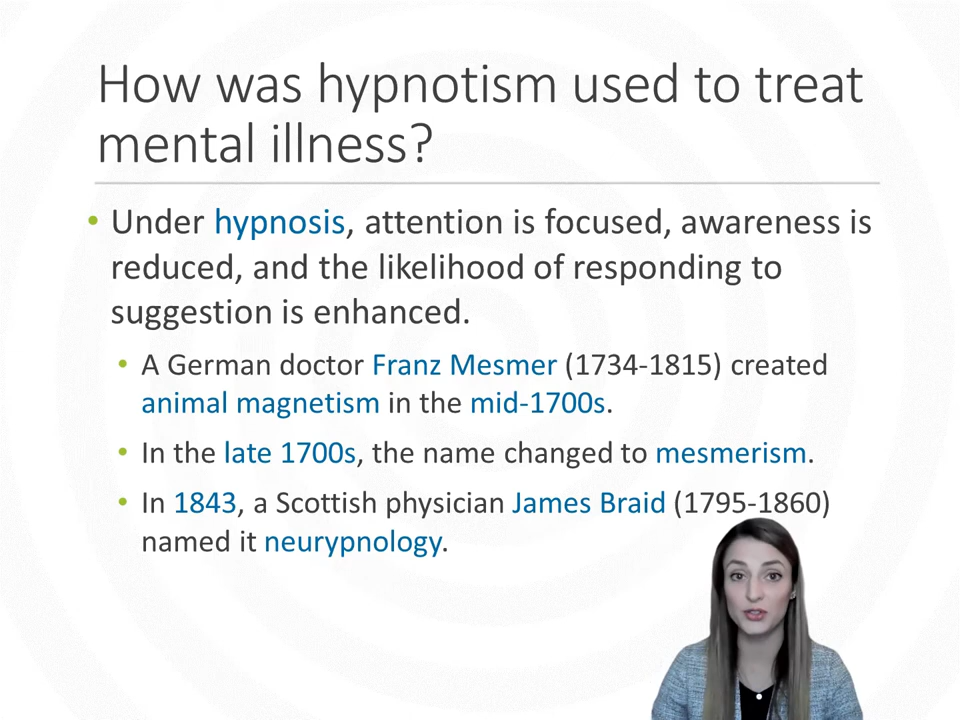 How was hypnotism used to treat
mental illness?
• Under hypnosis, attention is focused, awareness is
reduced, and the likelihood of responding to
suggestion is enhanced.
• A German doctor Franz Mesmer (1734-1815) created
animal magnetism in the mid-1700s.
• In the late 1700s, the name changed to mesmerism.
• In 1843, a Scottish physician James Braid (1795-1860)
named it neurypnology.